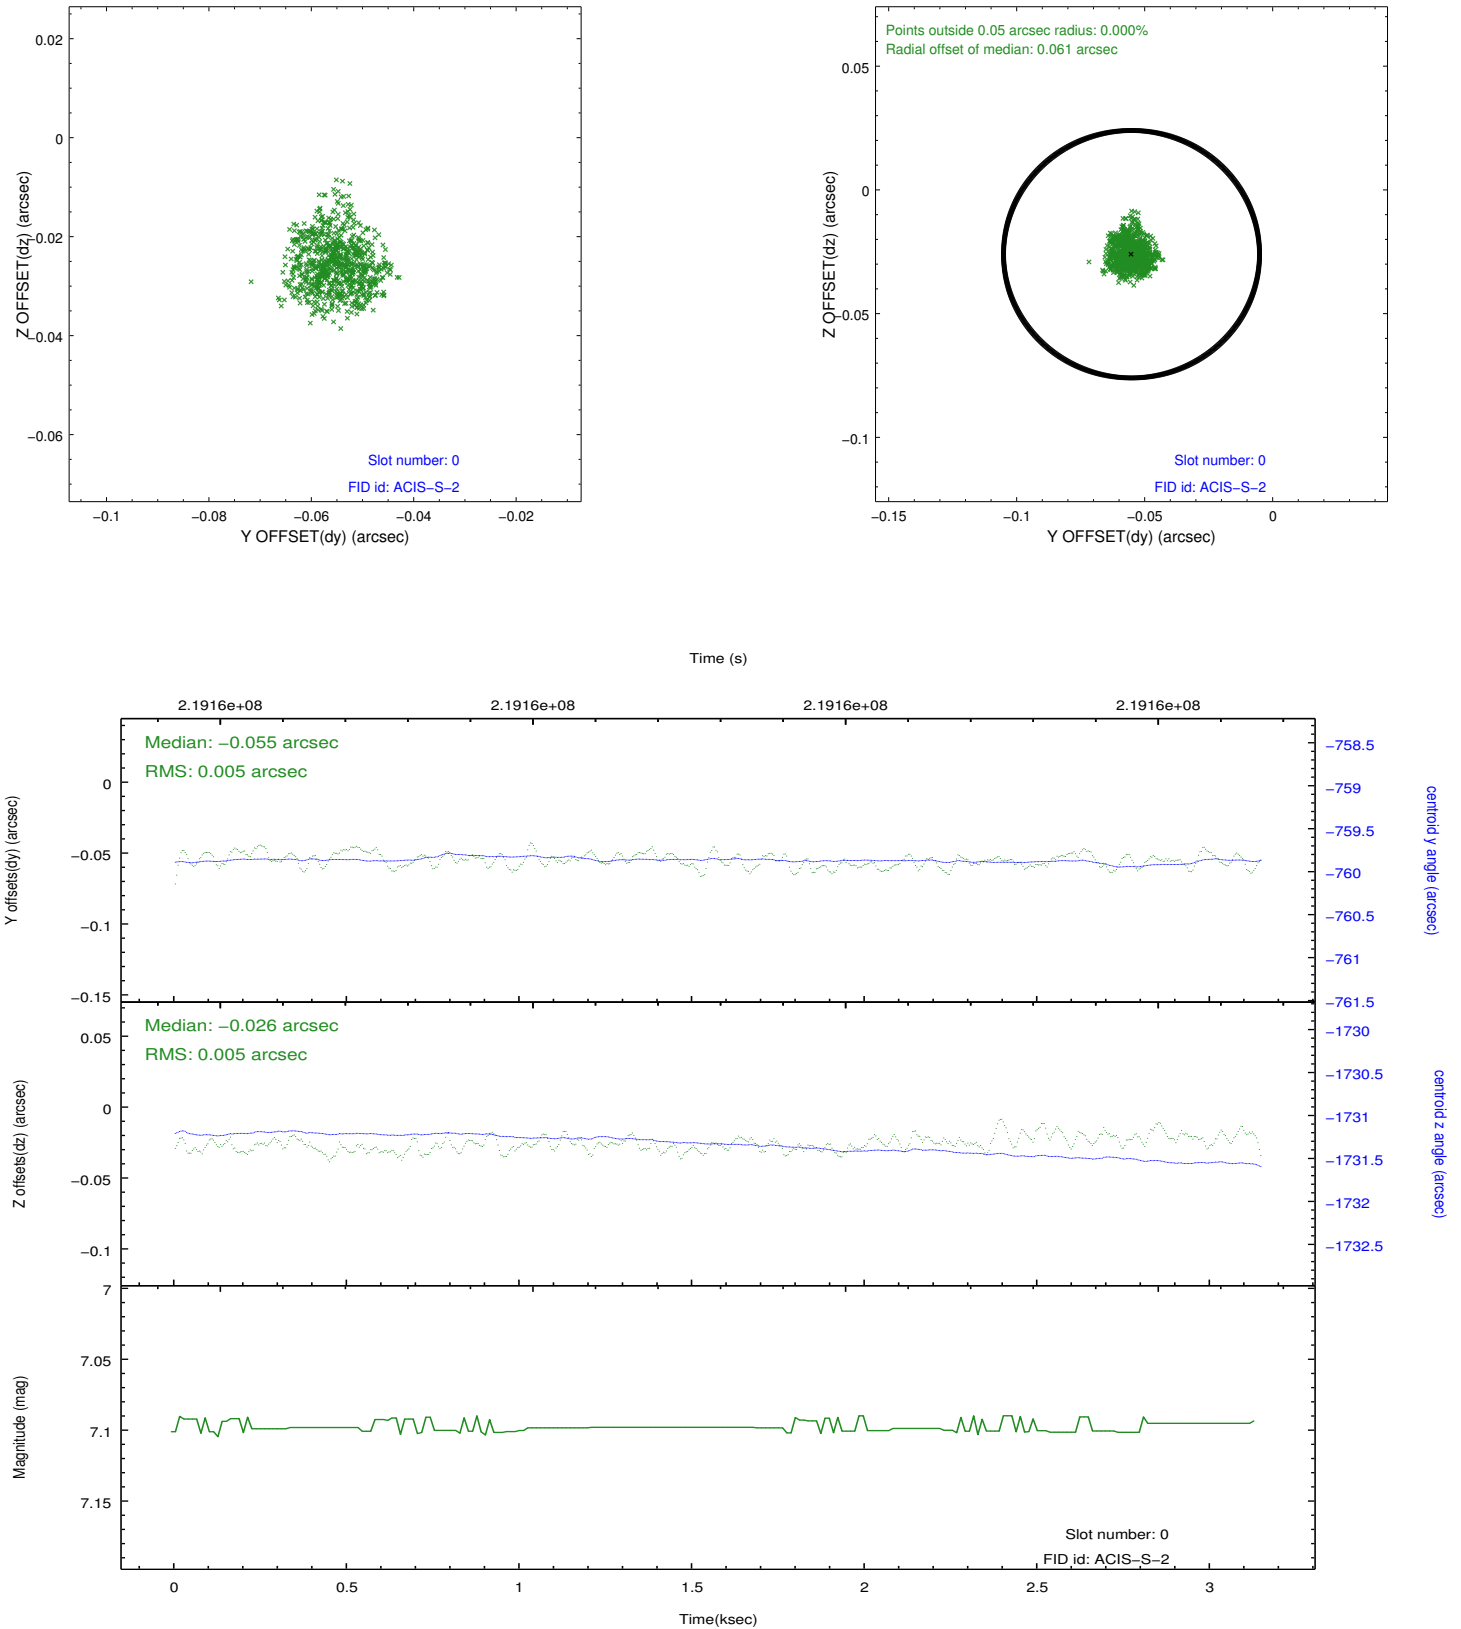 0.02
0
−0.02
−0.04
−0.06
Z OFFSET(dz) (arcsec)
Slot number: 0
FID id: ACIS−S−2
−0.1
−0.08
−0.06
−0.04
−0.02
Y OFFSET(dy) (arcsec)
Points outside 0.05 arcsec radius: 0.000%
Radial offset of median: 0.061 arcsec
0.05
0
−0.05
−0.1
Z OFFSET(dz) (arcsec)
Slot number: 0
FID id: ACIS−S−2
−0.15
−0.1
−0.05
0
Y OFFSET(dy) (arcsec)
Time (s)
2.1916e+08
2.1916e+08
2.1916e+08
2.1916e+08
Median: −0.055 arcsec
RMS: 0.005 arcsec
0
−0.05
−0.1
−0.15
Y offsets(dy) (arcsec)
−758.5
−759
−759.5
−760
−760.5
−761
−761.5
centroid y angle (arcsec)
Median: −0.026 arcsec
RMS: 0.005 arcsec
0.05
0
−0.05
−0.1
Z offsets(dz) (arcsec)
−1730
−1730.5
−1731
−1731.5
−1732
−1732.5
centroid z angle (arcsec)
7
7.05
7.1
7.15
Magnitude (mag)
Slot number: 0
FID id: ACIS−S−2
0
0.5
1
1.5
2
2.5
3
Time(ksec)